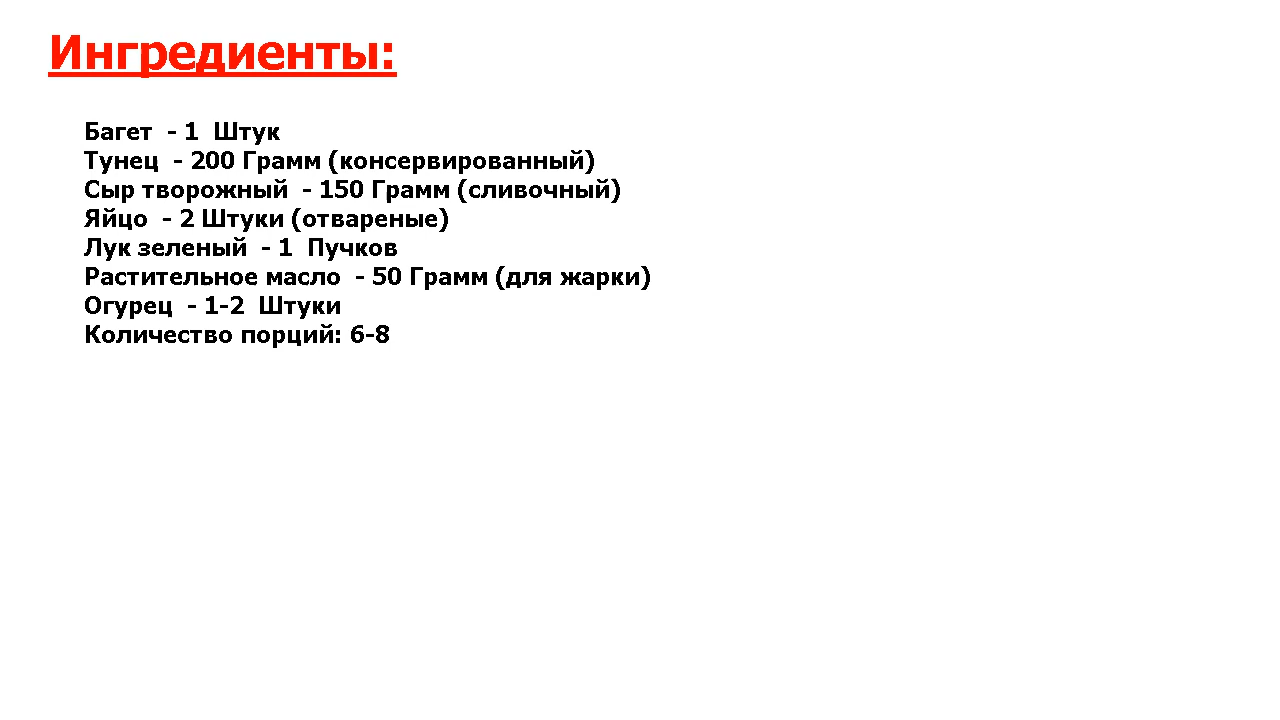 Ингредиенты:
Багет  - 1  Штук
Тунец  - 200 Грамм (консервированный)
Сыр творожный  - 150 Грамм (сливочный)
Яйцо  - 2 Штуки (отвареные)
Лук зеленый  - 1  Пучков
Растительное масло  - 50 Грамм (для жарки)
Огурец  - 1-2  Штуки
Количество порций: 6-8